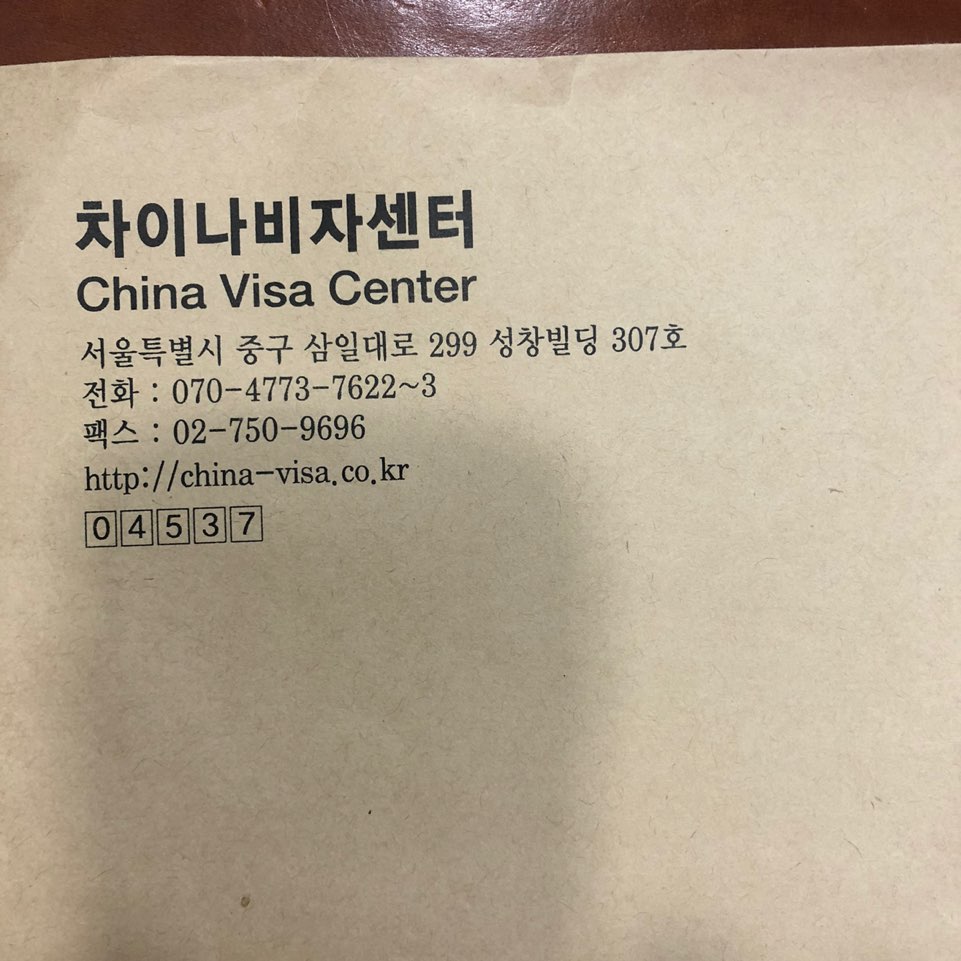 차이나비자센터
China Visa Center
서울특별시 중구 삼일대로 299 성창빌딩 307호
전화 : 070-4773-7622~3
팩스 : 02-750-9696
http://china-visa.co.kr
04537